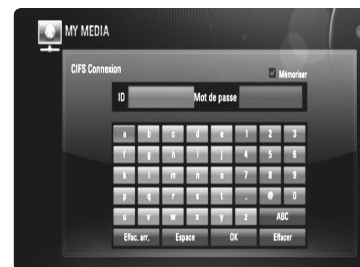 MY MEDIA
CIFS Connexion
Mémoriser
ID Mot de passe
a b c d e 1 2 3
f g h i j 4 5 6
k l m n o 7 8 9
p q r s t . @ 0
u v w x y z ABC
Effac. arr. Espace OK Effacer